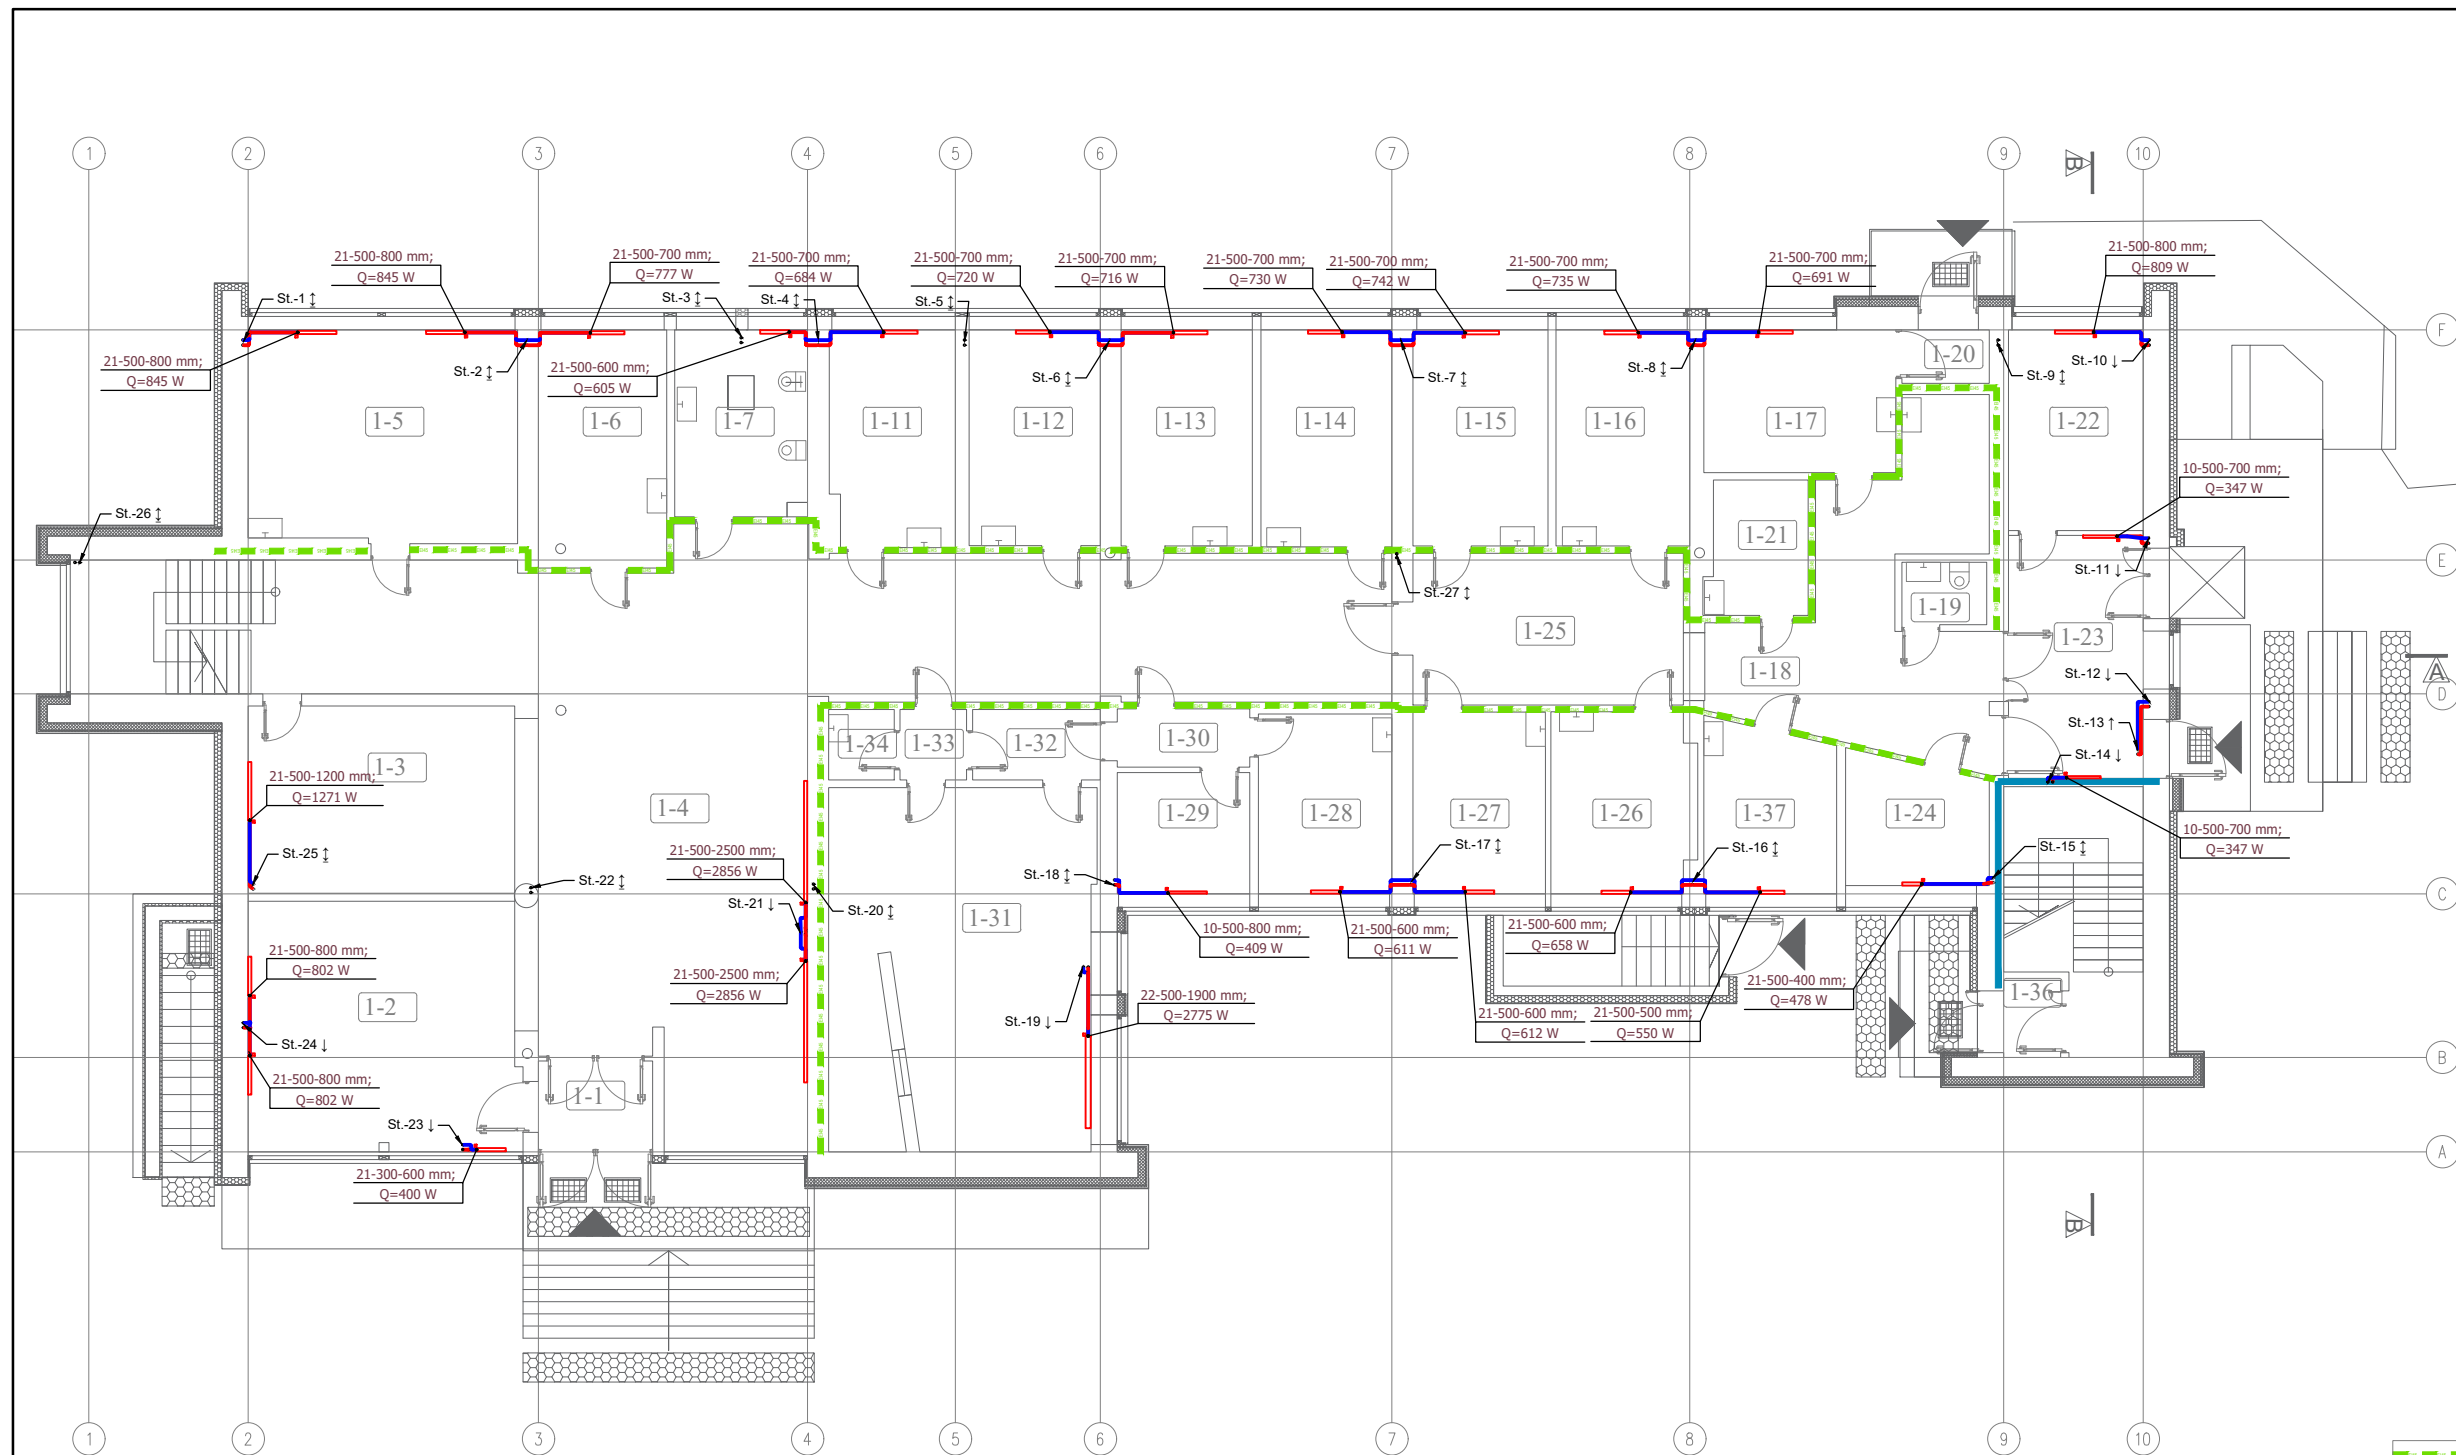 1
2
3
4
5
6
7
8
9
10
B
21-500-800 mm;
Q=845 W
21-500-700 mm;
Q=777 W
21-500-700 mm;
Q=684 W
21-500-700 mm;
Q=720 W
21-500-700 mm;
Q=716 W
21-500-700 mm;
Q=730 W
21-500-700 mm;
Q=742 W
21-500-700 mm;
Q=735 W
21-500-700 mm;
Q=691 W
21-500-800 mm;
Q=809 W
St.-1 ↕
St.-3 ↕
St.-4 ↕
St.-5 ↕
F
21-500-800 mm;
Q=845 W
St.-2 ↕
21-500-600 mm;
Q=605 W
St.-6 ↕
St.-7 ↕
St.-8 ↕
1-20
St.-9 ↕
St.-10 ↓
1-5
1-6
1-7
1-11
1-12
1-13
1-14
1-15
1-16
1-17
1-22
10-500-700 mm;
Q=347 W
St.-26 ↕
1-21
E
St.-11 ↓
St.-27 ↕
1-19
1-25
1-23
1-18
A
St.-12 ↓
D
St.-13 ↑
1-34
1-33
1-32
1-30
St.-14 ↓
1-3
21-500-1200 mm;
Q=1271 W
1-4
1-29
1-28
1-27
1-26
1-37
1-24
10-500-700 mm;
Q=347 W
St.-25 ↕
21-500-2500 mm;
Q=2856 W
St.-17 ↕
St.-16 ↕
St.-15 ↕
St.-22 ↕
St.-18 ↕
C
St.-21 ↓
St.-20 ↕
1-31
10-500-800 mm;
Q=409 W
21-500-600 mm;
Q=611 W
21-500-600 mm;
Q=658 W
21-500-800 mm;
Q=802 W
21-500-2500 mm;
Q=2856 W
21-500-400 mm;
Q=478 W
1-2
22-500-1900 mm;
Q=2775 W
1-36
St.-24 ↓
St.-19 ↓
21-500-600 mm;
Q=612 W
21-500-500 mm;
Q=550 W
B
21-500-800 mm;
Q=802 W
1-1
St.-23 ↓
A
21-300-600 mm;
Q=400 W
B
1
2
3
4
5
6
7
8
9
10